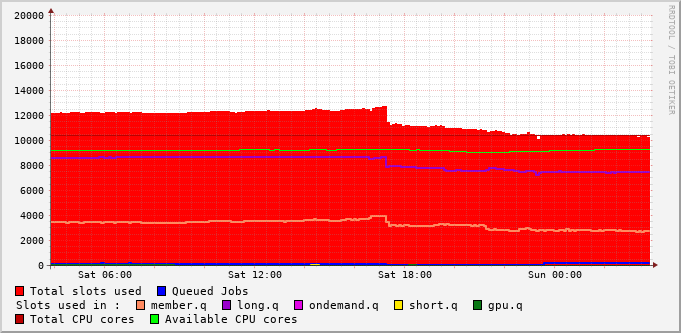 20000
18000
16000
14000
12000
10000
8000
6000
4000
2000
0
Sat 06:00 Sat 12:00 Sat 18:00 Sun 00:00
Total slots used Queued Jobs
Slots used in : member.q long.q ondemand.q short.q gpu.q
Total CPU cores Available CPU cores
RRDTOOL / TOBI OETIKER